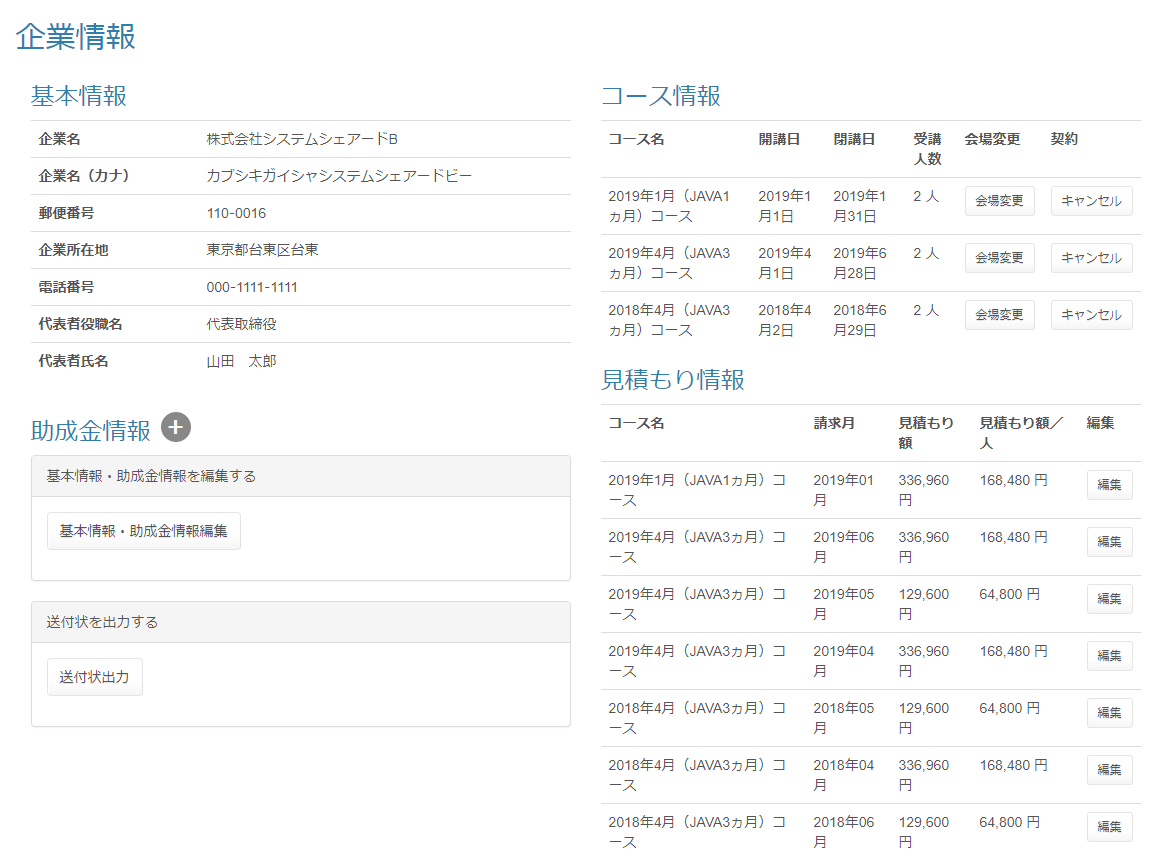 企業情報
基本情報
企業名 株式会社システムシェアードB
企業名（カナ） カブシキガイシャシステムシェアードビー
郵便番号 110-0016
企業所在地 東京都台東区台東
電話番号 000-1111-1111
代表者役職名 代表取締役
代表者氏名 山田　太郎
助成金情報
基本情報・助成金情報を編集する
基本情報・助成金情報編集
送付状を出力する
送付状出力
コース情報
コース名 開講日 閉講日 受講 会場変更 契約
人数
2019年1月（JAVA1 2019年1 2019年1 2 人 会場変更 キャンセル
ヵ月）コース 月1日 月31日
2019年4月（JAVA3 2019年4 2019年6 2 人 会場変更 キャンセル
ヵ月）コース 月1日 月28日
2018年4月（JAVA3 2018年4 2018年6 2 人 会場変更 キャンセル
ヵ月）コース 月2日 月29日
見積もり情報
コース名 請求月 見積もり 見積もり額／ 編集
額 人
2019年1月（JAVA1ヵ月）コ 2019年01 336,960 168,480 円 編集
ース 月 円
2019年4月（JAVA3ヵ月）コ 2019年06 336,960 168,480 円 編集
ース 月 円
2019年4月（JAVA3ヵ月）コ 2019年05 129,600 64,800 円 編集
ース 月 円
2019年4月（JAVA3ヵ月）コ 2019年04 336,960 168,480 円 編集
ース 月 円
2018年4月（JAVA3ヵ月）コ 2018年05 129,600 64,800 円 編集
ース 月 円
2018年4月（JAVA3ヵ月）コ 2018年04 336,960 168,480 円 編集
ース 月 円
2018年4月（JAVA3ヵ月）コ 2018年06 129,600 64,800 円 編集
ース 月 円